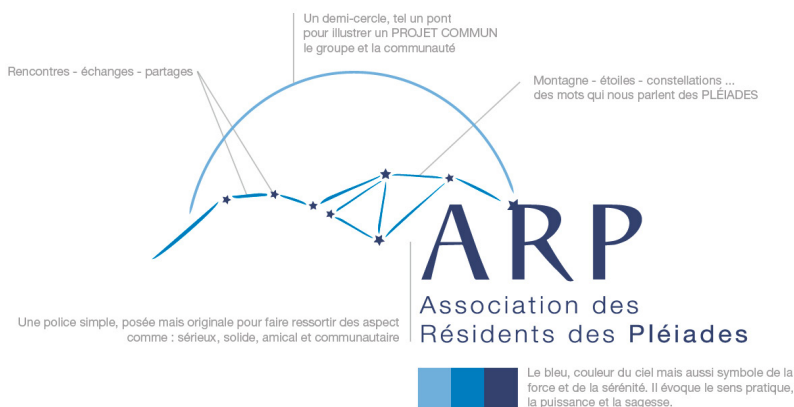 Un demi-cercle, tel un pont
pour illustrer un PROJET COMMUN
le groupe et la communauté
Rencontres - échanges - partages
Montagne - étoiles - constellations ...
des mots qui nous parlent des PLÉIADES
ARP
Association des
Résidents des Pléiades
Une police simple, posée mais originale pour faire ressortir des aspect
comme : sérieux, solide, amical et communautaire
Le bleu, couleur du ciel mais aussi symbole de la
force et de la sérénité. Il évoque le sens pratique,
la puissance et la sagesse.